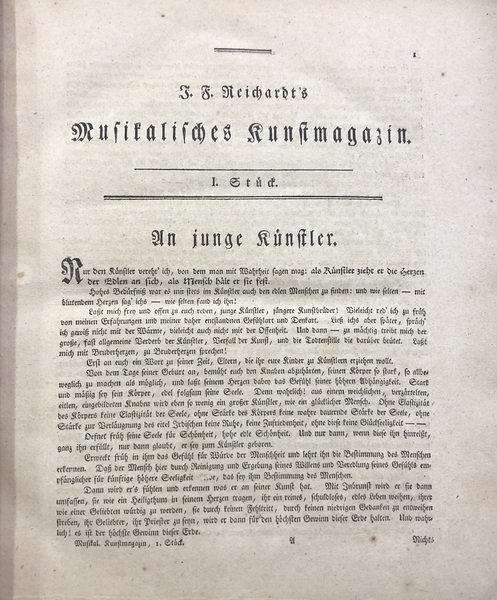 1
J. F. Reichardt's
Musikalisches Kunstmagazin.
I. Stück.
An junge Künstler.
Nur den Künstler verehr' ich, von dem man mit Wahrheit sagen mag: als Künstler zieht er die Herzen
der Edlen an sich, als Mensch hält er sie fest.
Hohes Bedürfniß war es mir stets im Künstler auch den edlen Menschen zu finden: und wie selten — mit
blutendem Herzen sag' ichs — wie selten fand ich ihn!
Laßt mich frey und offen zu euch reden, junge Künstler, jüngere Kunstbrüder! Vieleicht red' ich zu früh
von meinen Erfahrungen und meiner daher entstandnen Gefühlart und Denkart. Ließ ichs aber später, spräch'
ich gewiß nicht mit der Wärme, vieleicht auch nicht mit der Offenheit. Und dann — zu mächtig treibt mich der
große, fast allgemeine Verderb der Künstler, Verfall der Kunst, und die Todtenstille die darüber brütet. Laßt
mich mit Bruderherzen, zu Bruderherzen sprechen!
Erst an euch ein Wort zu seiner Zeit, Eltern, die ihr eure Kinder zu Künstlern erziehen wollt.
Von dem Tage seiner Geburt an, bemüht euch den Knaben abzuhärten, seinen Körper so stark, so allbe-
weglich zu machen als möglich, und laßt seinem Herzen dabey das Gefühl seiner höhern Abhängigkeit. Stark
und mäßig sey sein Körper, edel folgsam seine Seele. Denn wahrlich! aus einem weichlichen, verzärtelten,
eitlen, eingebildeten Knaben wird eben so wenig ein großer Künstler, wie ein glücklicher Mensch. Ohne Elastizität
des Körpers keine Elastizität der Seele, ohne Stärke des Körpers keine wahre dauernde Stärke der Seele, ohne
Stärke zur Verläugnung des eitel Irdischen keine Ruhe, keine Zufriedenheit, ohne diese keine Glückseligkeit — —
Oefnet früh seine Seele für Schönheit, hohe edle Schönheit. Und nur dann, wenn diese ihn hinreißt,
ganz ihn erfüllt, nur dann glaubt, er sey zum Künstler geboren.
Erweckt früh in ihm das Gefühl für Würde der Menschheit und lehrt ihn die Bestimmung des Menschen
erkennen. Daß der Mensch hier durch Reinigung und Ergebung seines Willens und Veredlung seines Gefühls em-
pfänglicher für künftige höhere Seeligkeit das sey ihm Bestimmung des Menschen.
Dann wird er's fühlen und erkennen was er an seiner Kunst hat. Mit Inbrunst wird er sie dann
umfassen, sie wie ein Heiligthum in seinem Herzen tragen, ihr ein reines, schuldloses, edles Leben weihen, ihrer
wie einer Geliebten würdig zu werden, sie durch keinen Fehltritt, durch keinen niedrigen Gedanken zu entweihen
streben, ihr Geliebter, ihr Priester zu seyn, wird er dann für den höchsten Gewinn dieser Erde halten. Und wahr-
lich! es ist der höchste Gewinn dieser Erde.
Musikal. Kunstmagazin, 1. Stück. A Nichts